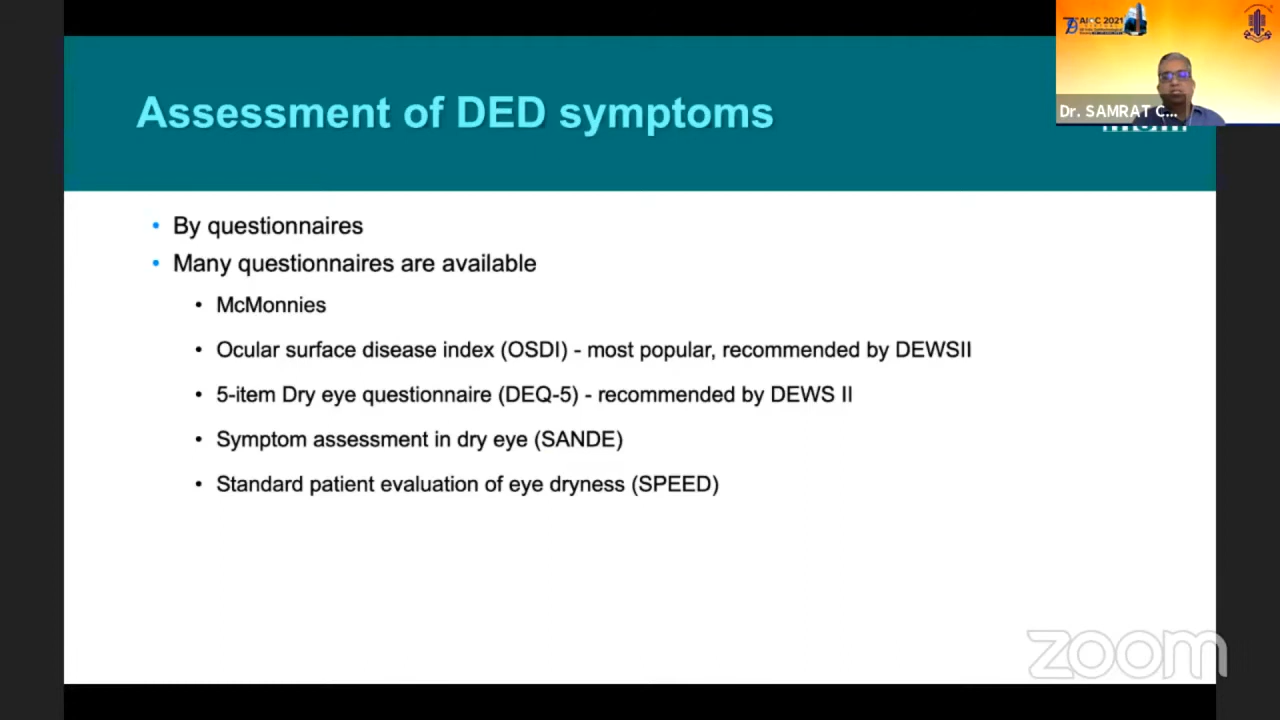 Assessment of DED symptoms
AIOC 2021
Dr. SAMRAT C...
• By questionnaires
• Many questionnaires are available
• McMonnies
• Ocular surface disease index (OSDI) - most popular, recommended by DEWSII
• 5-item Dry eye questionnaire (DEQ-5) - recommended by DEWS II
• Symptom assessment in dry eye (SANDE)
• Standard patient evaluation of eye dryness (SPEED)
zoom